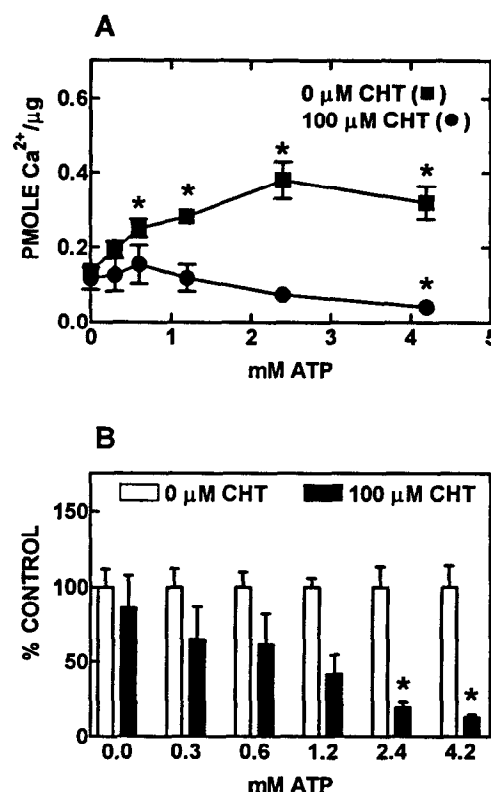 A
PMOLE Ca²⁺/μg
0.6
0.4
0.2
0.0
0 μM CHT (■)
100 μM CHT (●)
* * * *
*
0 1 2 3 4 5
mM ATP
B
% CONTROL
150
100
50
0
0 μM CHT 100 μM CHT
* *
0.0 0.3 0.6 1.2 2.4 4.2
mM ATP